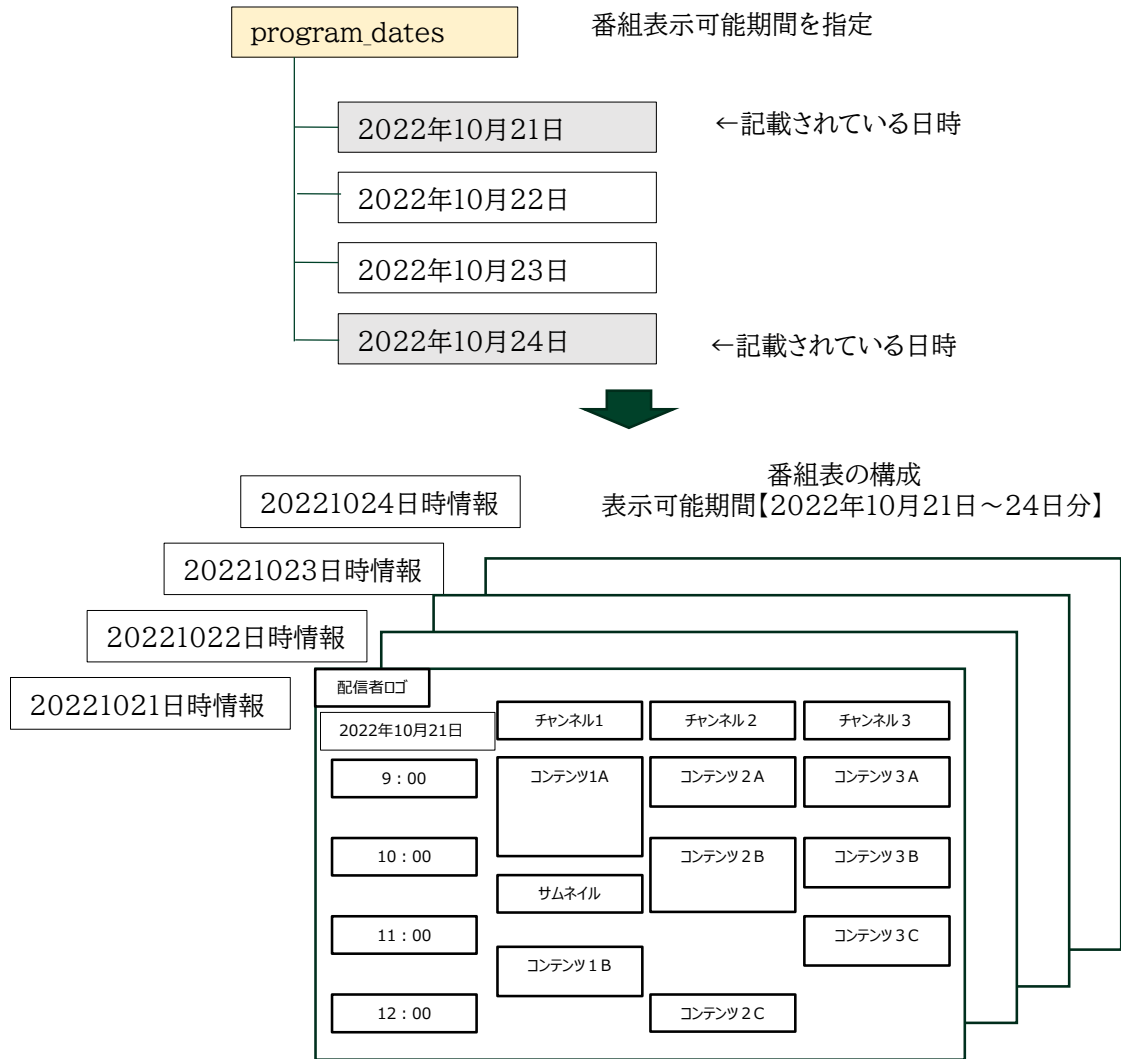 program_dates
番組表示可能期間を指定
2022年10月21日
←記載されている日時
2022年10月22日
2022年10月23日
2022年10月24日
←記載されている日時
番組表の構成
表示可能期間【2022年10月21日～24日分】
20221024日時情報
20221023日時情報
20221022日時情報
20221021日時情報
配信者ロゴ
2022年10月21日
チャンネル1
チャンネル2
チャンネル3
9：00
コンテンツ1A
コンテンツ2A
コンテンツ3A
10：00
コンテンツ2B
コンテンツ3B
サムネイル
11：00
コンテンツ3C
コンテンツ1B
12：00
コンテンツ2C